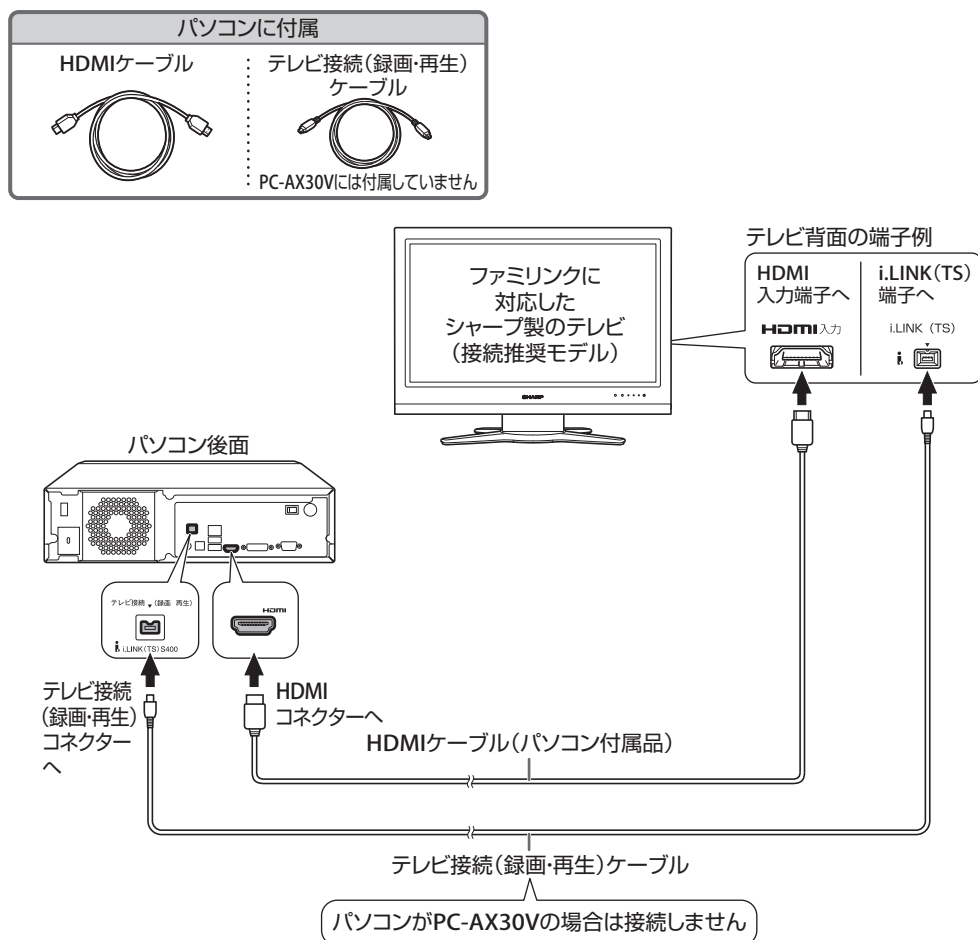 パソコンに付属
HDMIケーブル
テレビ接続（録画・再生）
ケーブル
PC-AX30Vには付属していません
テレビ背面の端子例
ファミリンクに
対応した
シャープ製のテレビ
（接続推奨モデル）
SHARP
HDMI
入力端子へ
HDMI入力
i.LINK（TS）
端子へ
i.LINK（TS）
パソコン後面
テレビ接続（録画 再生）
i.LINK(TS) S400
HDMI
テレビ接続
（録画・再生）
コネクター
へ
HDMI
コネクターへ
HDMIケーブル（パソコン付属品）
テレビ接続（録画・再生）ケーブル
パソコンがPC-AX30Vの場合は接続しません